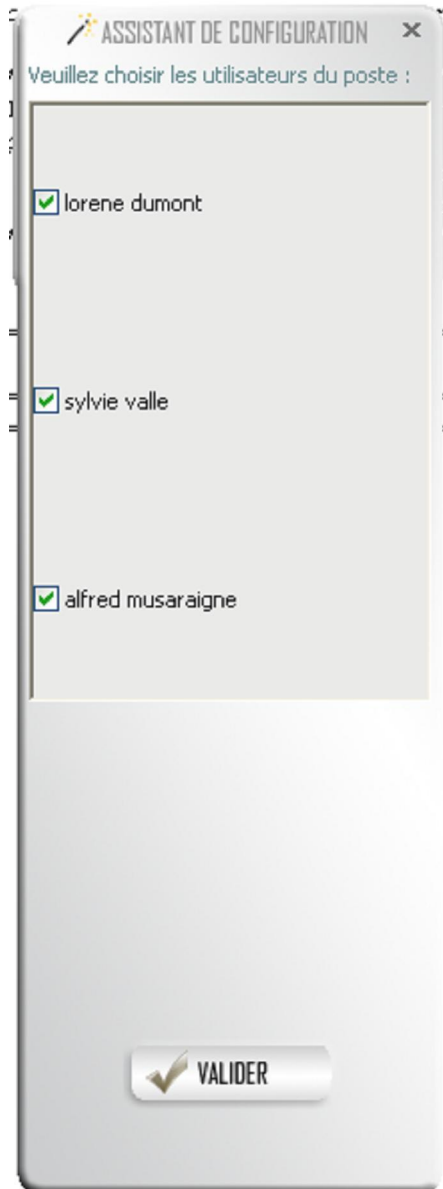 ASSISTANT DE CONFIGURATION
Veuillez choisir les utilisateurs du poste :
lorene dumont
sylvie valle
alfred musaraigne
VALIDER